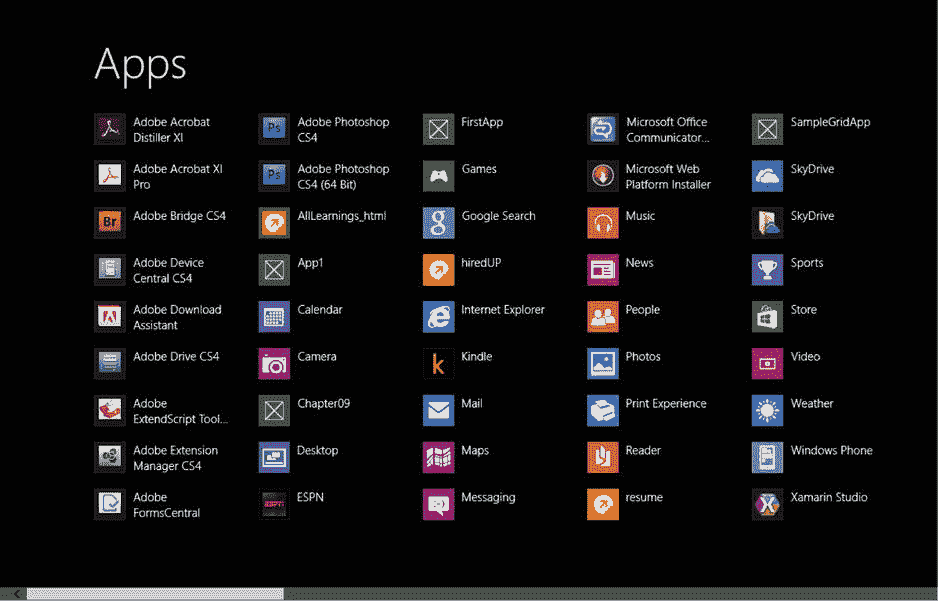 Apps
Adobe Acrobat
Distiller XI
Adobe Acrobat XI
Pro
Br
Adobe Bridge CS4
Adobe Device
Central CS4
Adobe Download
Assistant
Adobe Drive CS4
Adobe
ExtendScript Tool...
Adobe Extension
Manager CS4
Adobe
FormsCentral
Ps
Adobe Photoshop
CS4
Ps
Adobe Photoshop
CS4 (64 Bit)
AllLearnings_html
App1
Calendar
Camera
Chapter09
Desktop
ESPN
ESPN
FirstApp
Games
g
Google Search
hiredUP
Internet Explorer
k
Kindle
Mail
Maps
:-)
Messaging
Microsoft Office
Communicator...
Microsoft Web
Platform Installer
Music
News
People
Photos
Print Experience
Reader
resume
SampleGridApp
SkyDrive
SkyDrive
Sports
Store
Video
Weather
Windows Phone
Xamarin Studio